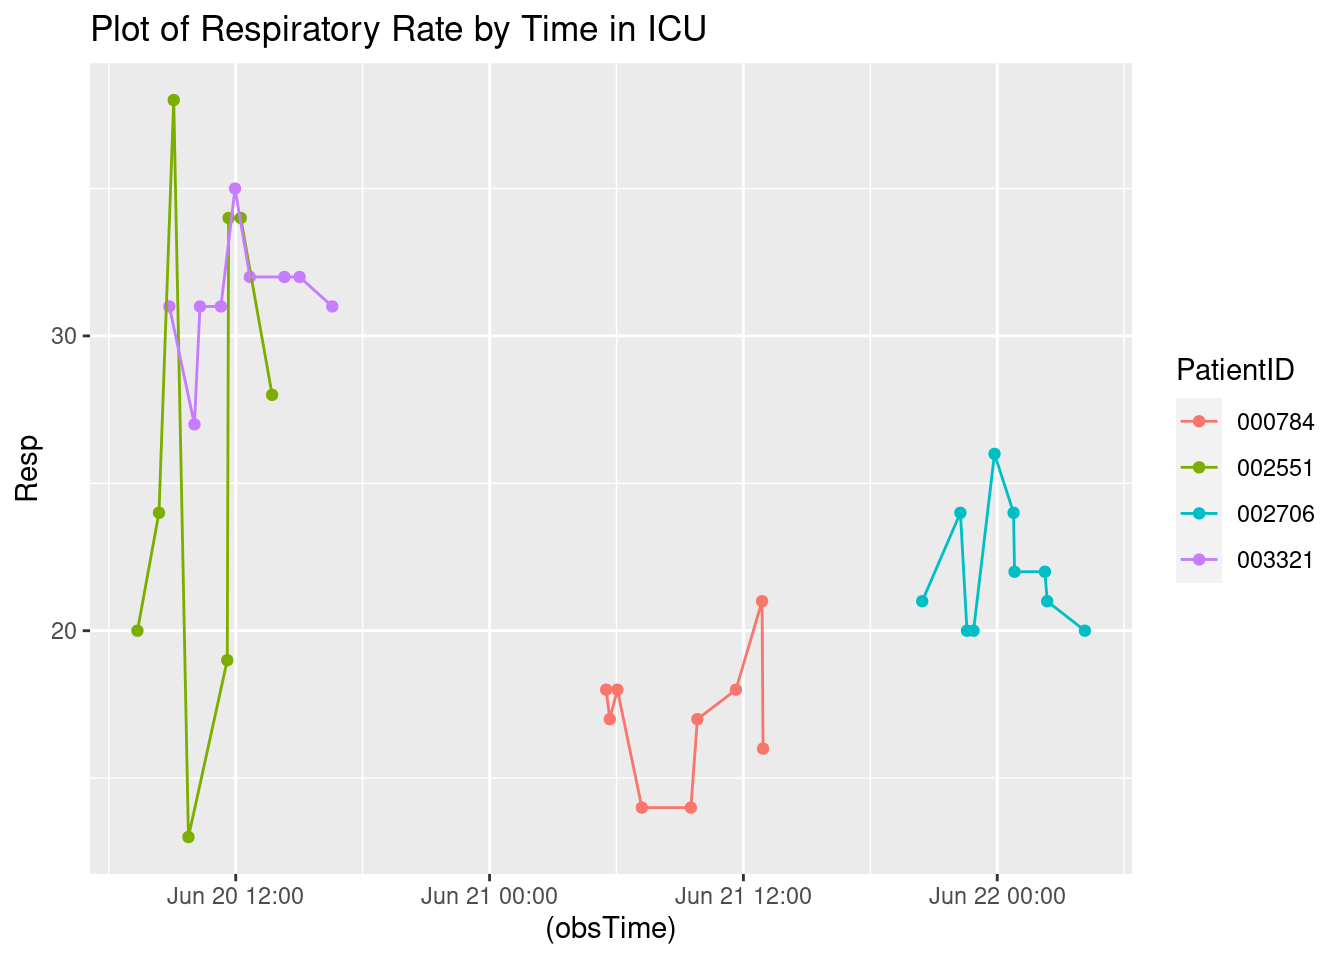 Plot of Respiratory Rate by Time in ICU
Resp
30
20
Jun 20 12:00
Jun 21 00:00
Jun 21 12:00
Jun 22 00:00
(obsTime)
PatientID
000784
002551
002706
003321